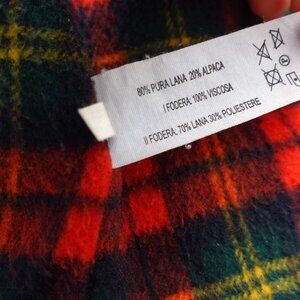 80% PURA LANA 20% ALPACA
I FODERA: 100% VISCOSA
II FODERA: 70% LANA 30% POLIESTERE